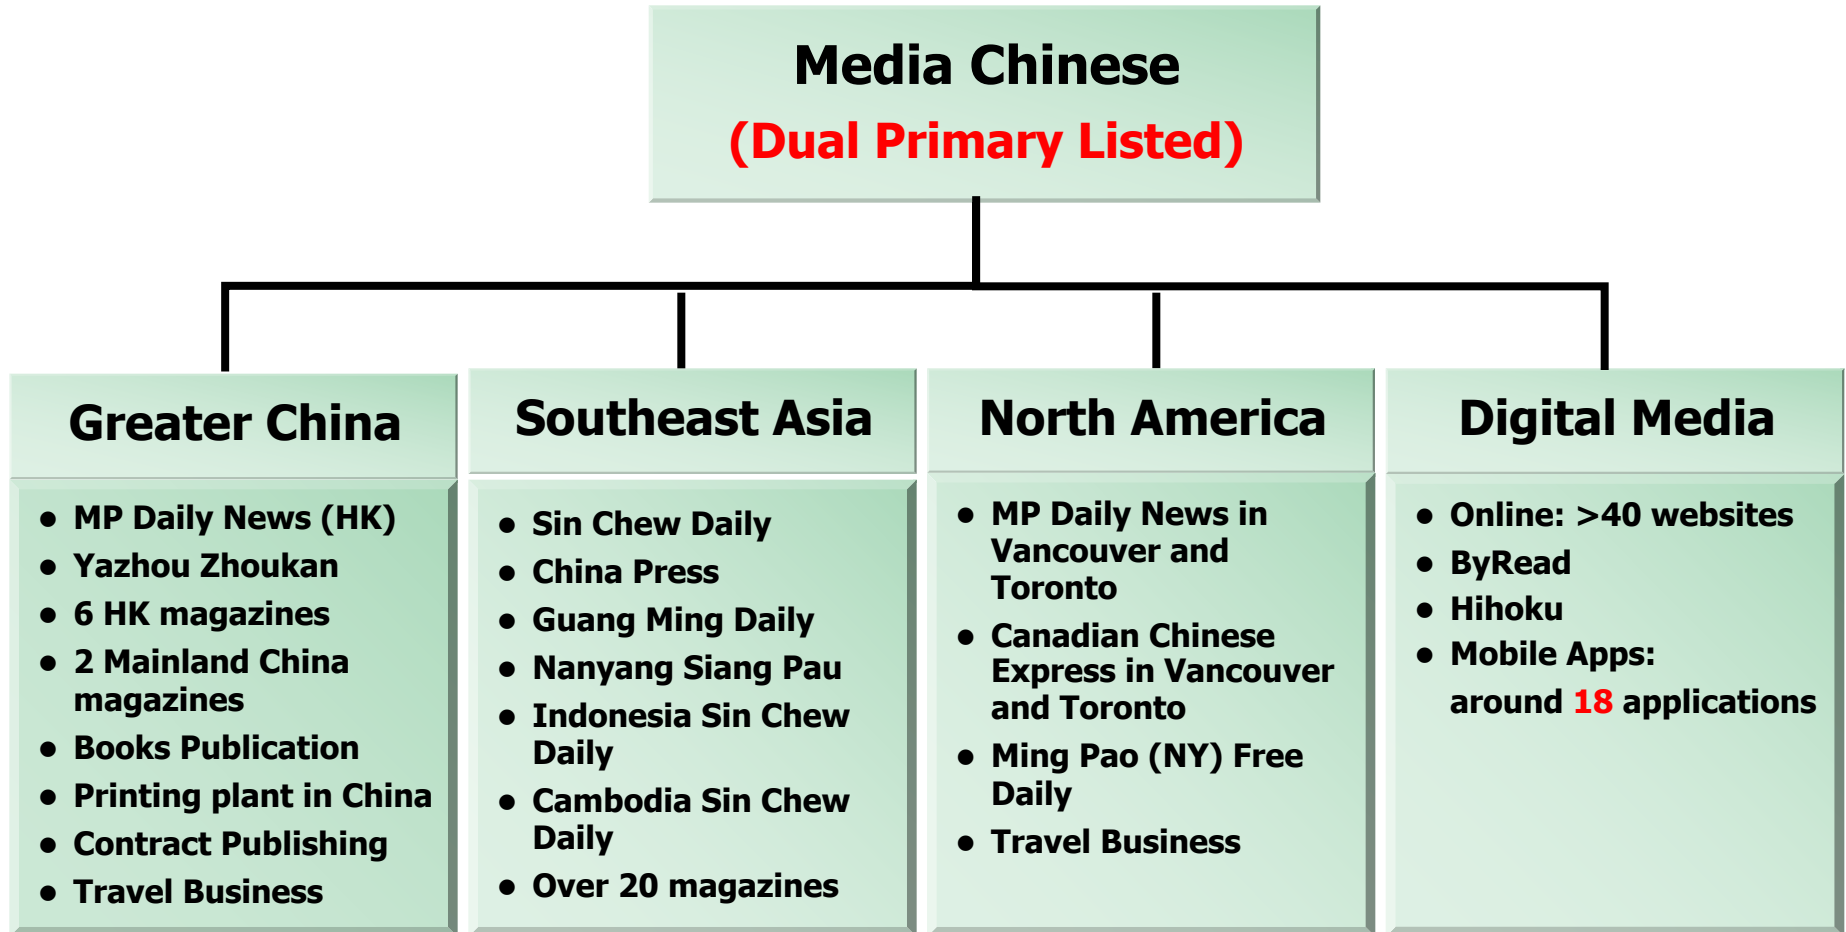 Media Chinese
(Dual Primary Listed)
Greater China
● MP Daily News (HK)
● Yazhou Zhoukan
● 6 HK magazines
● 2 Mainland China
magazines
● Books Publication
● Printing plant in China
● Contract Publishing
● Travel Business
Southeast Asia
● Sin Chew Daily
● China Press
● Guang Ming Daily
● Nanyang Siang Pau
● Indonesia Sin Chew
Daily
● Cambodia Sin Chew
Daily
● Over 20 magazines
North America
● MP Daily News in
Vancouver and
Toronto
● Canadian Chinese
Express in Vancouver
and Toronto
● Ming Pao (NY) Free
Daily
● Travel Business
Digital Media
● Online: >40 websites
● ByRead
● Hihoku
● Mobile Apps:
around 18 applications